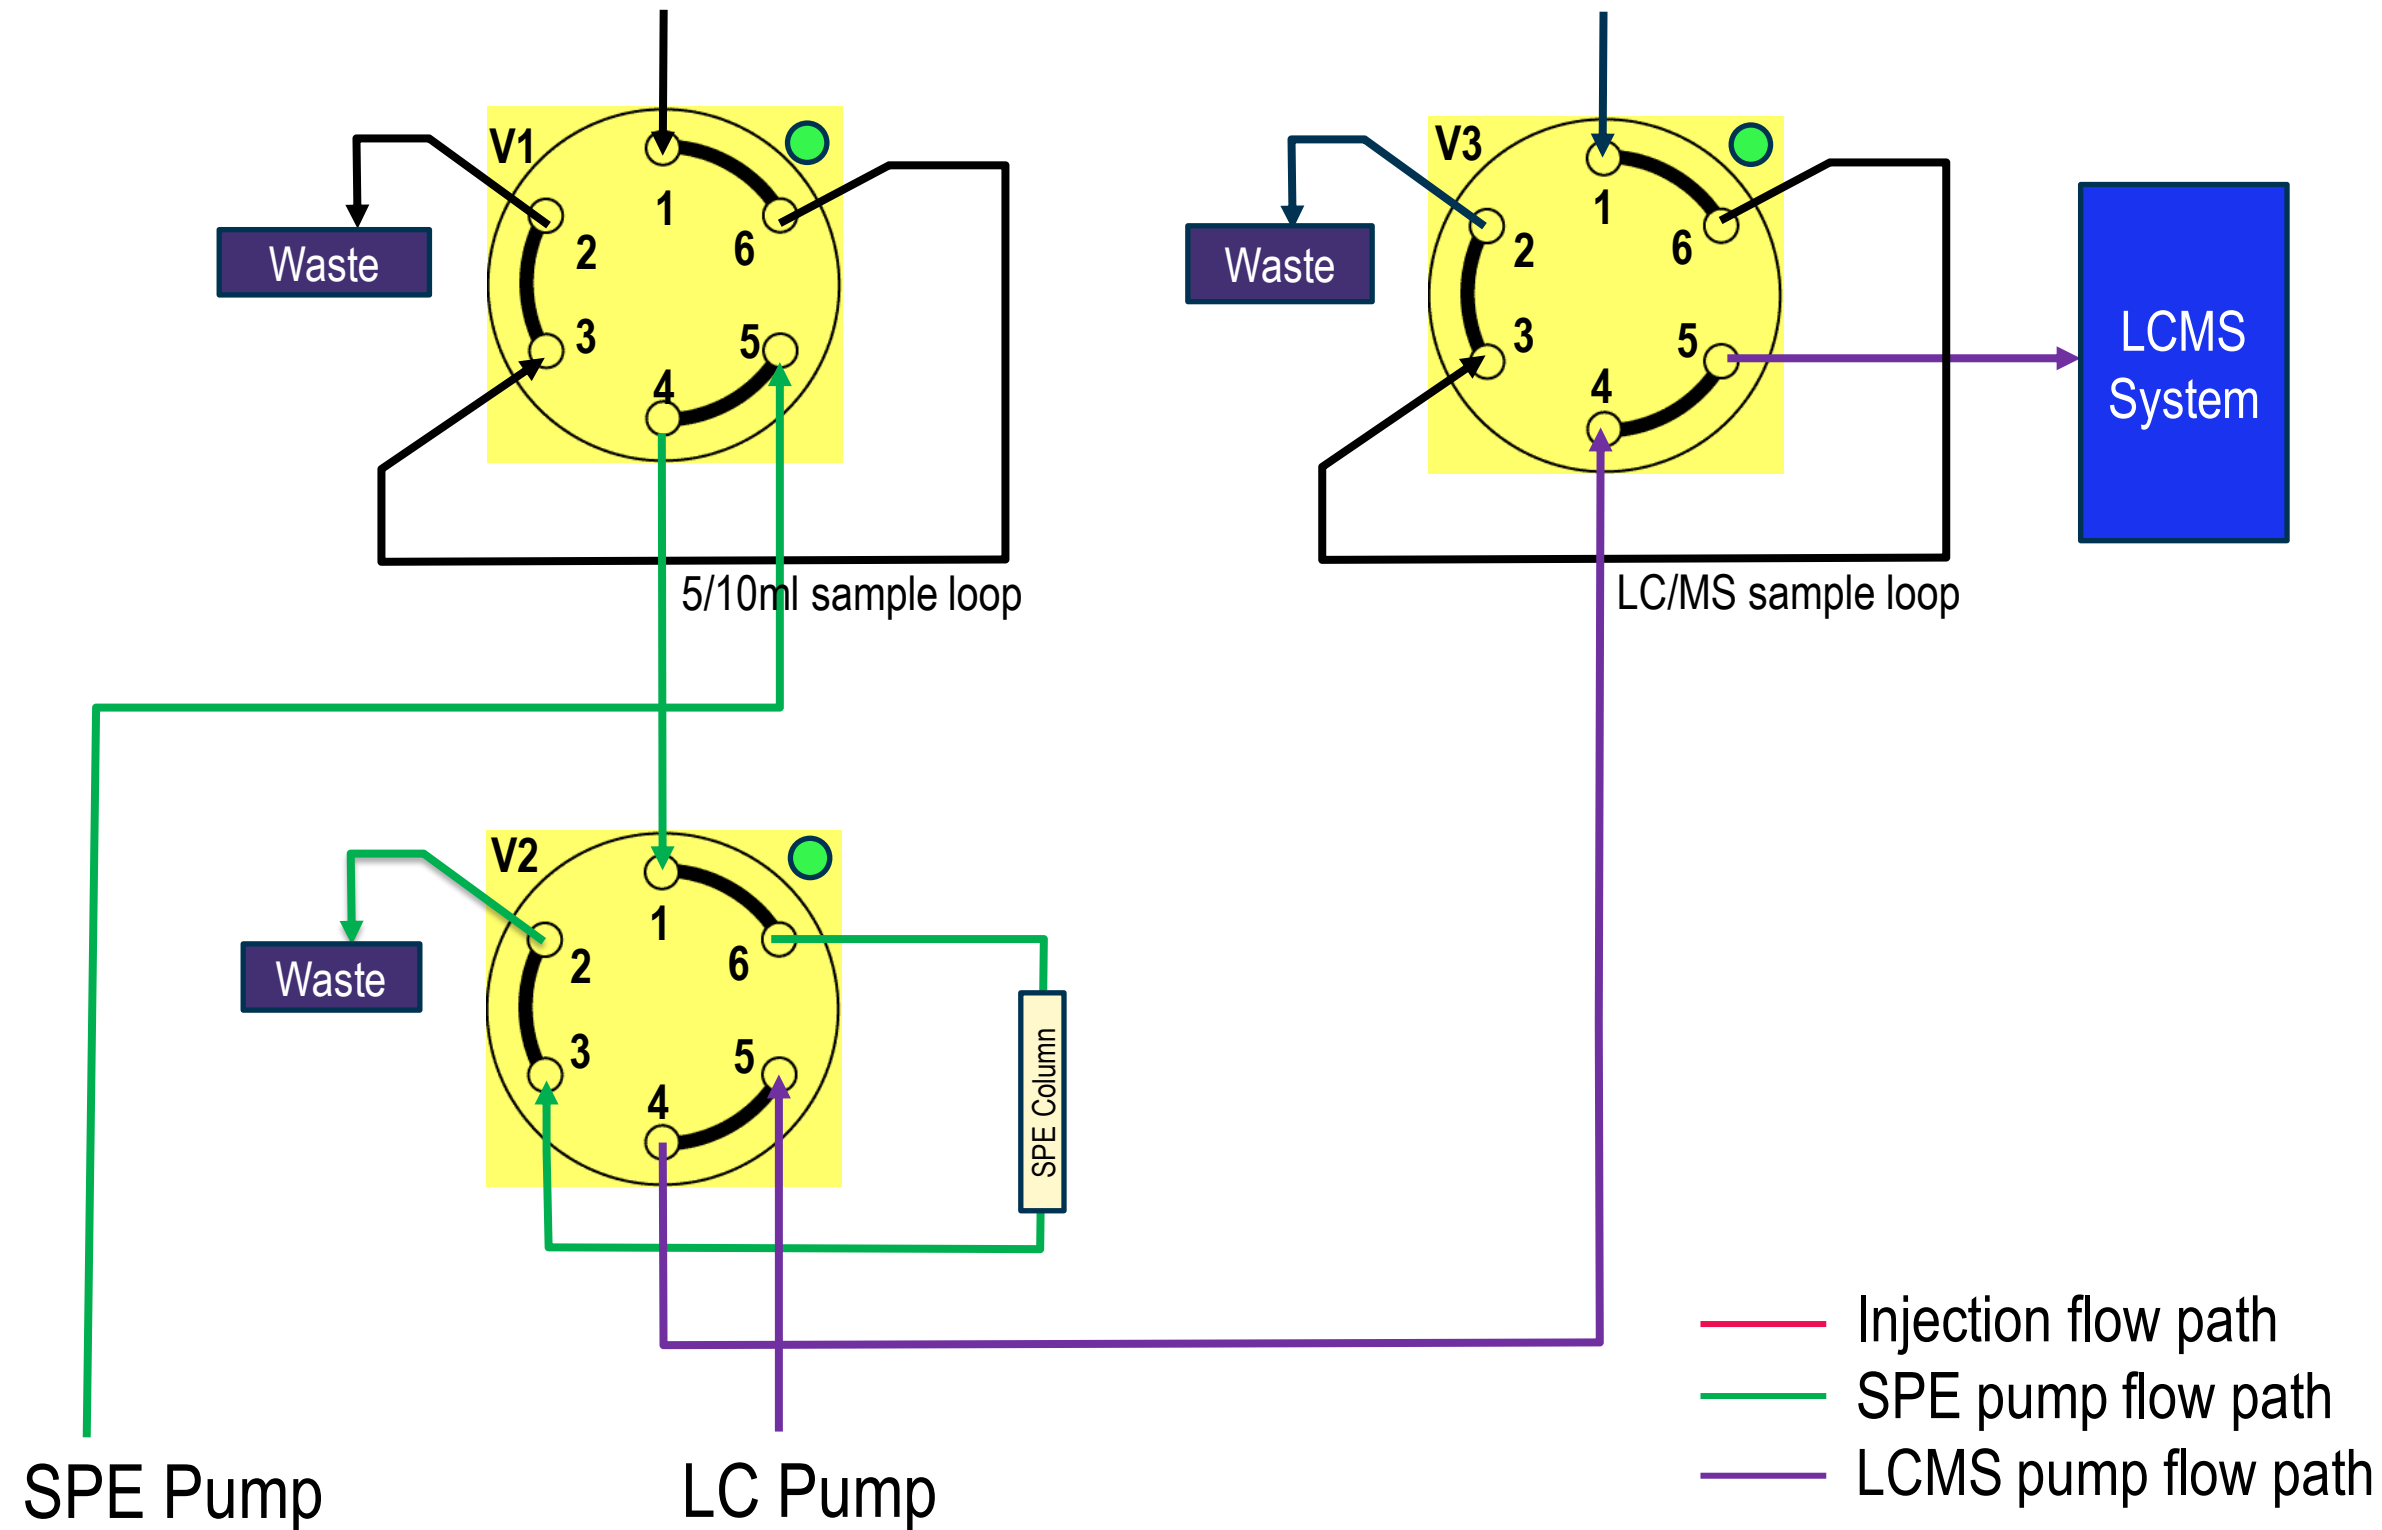 V1
1
2
3
4
5
6
Waste
5/10ml sample loop
V3
1
2
3
4
5
6
Waste
LC/MS sample loop
LCMS
System
V2
1
2
3
4
5
6
Waste
SPE Column
SPE Pump
LC Pump
Injection flow path
SPE pump flow path
LCMS pump flow path